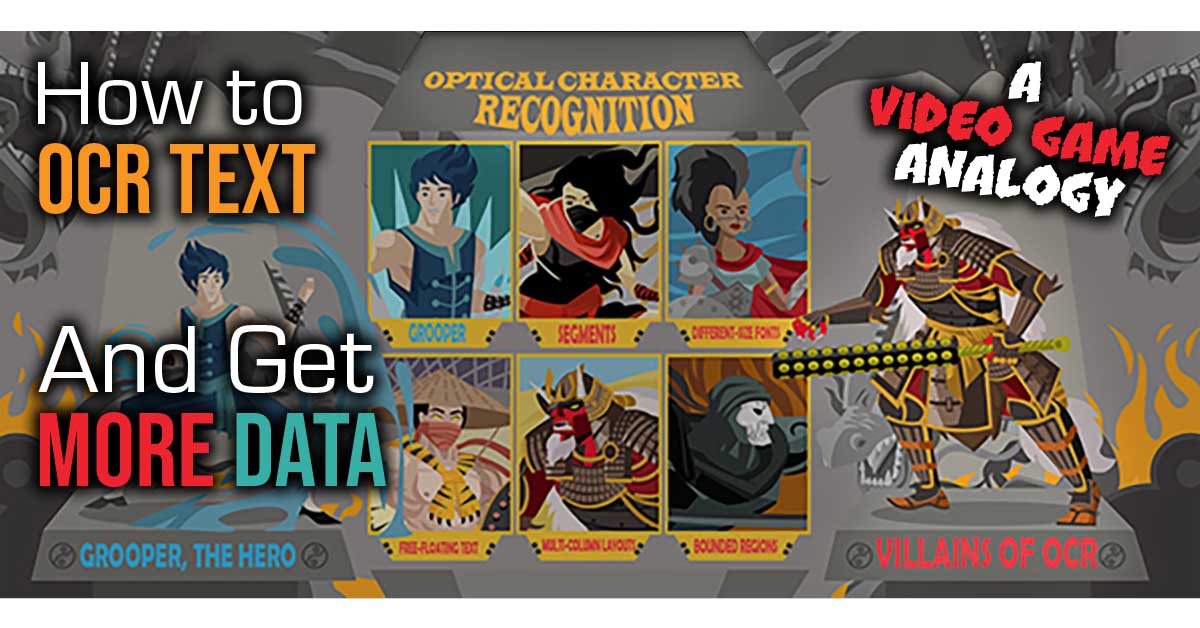 How to
OCR TEXT
And Get
MORE DATA
OPTICAL CHARACTER
RECOGNITION
GROOPER
SEGMENTS
DIFFERENT-SIZE FONTS
FREE-FLOATING TEXT
MULTI-COLUMN LAYOUT
BOUNDED REGIONS
A
VIDEO GAME
ANALOGY
GROOPER, THE HERO
VILLAINS OF OCR